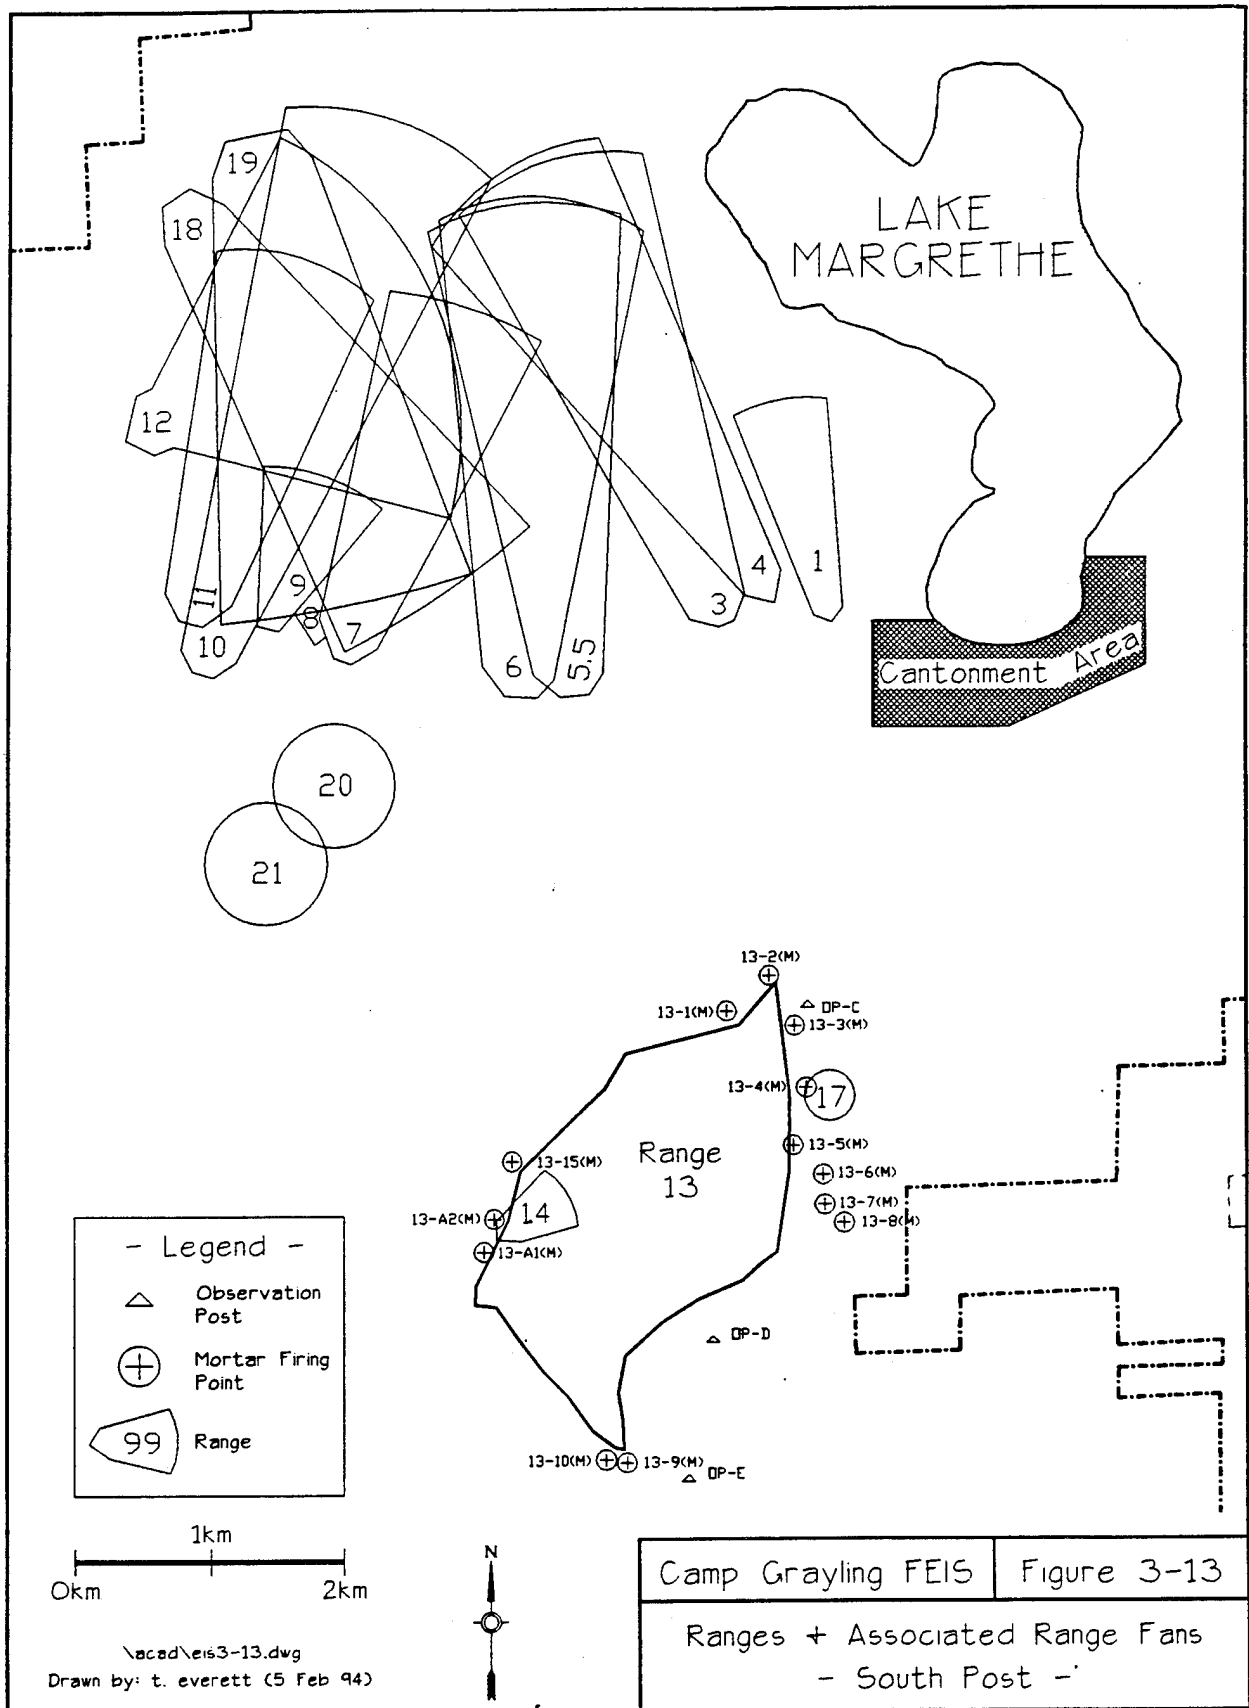 19
18
LAKE
MARGRETHE
12
11
10
9
8
7
6
5.5
3
4
1
Cantonment Area
20
21
13-2(M)
13-1(M)
OP-C
13-3(M)
13-4(M)
17
13-5(M)
Range
13
13-15(M)
13-6(M)
13-7(M)
13-8(M)
14
13-A2(M)
13-A1(M)
OP-D
13-10(M)
13-9(M)
OP-E
- Legend -
Observation
Post
Mortar Firing
Point
99
Range
1km
0km
2km
N
\acad\eis3-13.dwg
Drawn by: t. everett (5 Feb 94)
Camp Grayling FEIS
Figure 3-13
Ranges + Associated Range Fans
- South Post -